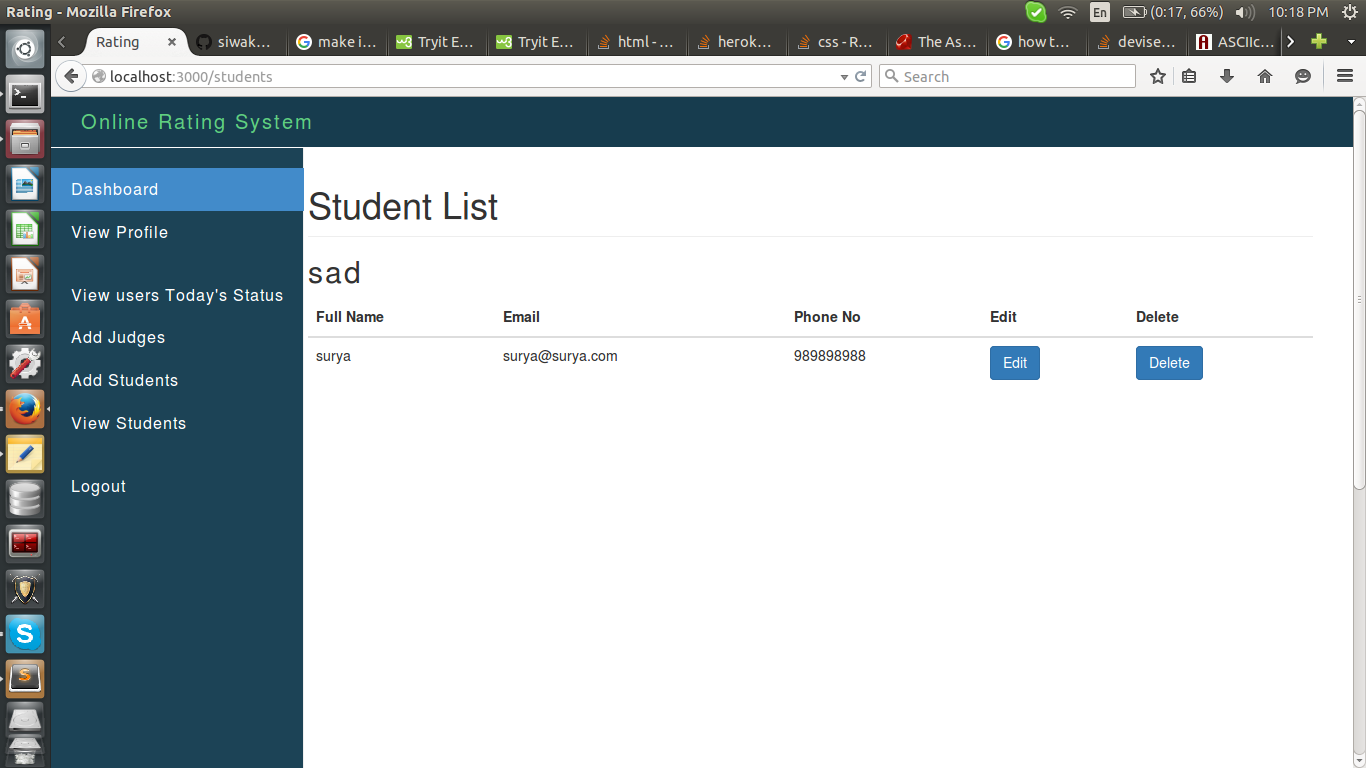 Rating - Mozilla Firefox
En
(0:17, 66%)
10:18 PM
Rating
siwak...
make i...
Tryit E...
Tryit E...
html - ...
herok...
css - R...
The As...
how t...
devise...
ASCIIc...
localhost:3000/students
Search
Online Rating System
Dashboard
View Profile
View users Today's Status
Add Judges
Add Students
View Students
Logout
Student List
sad
Full Name Email Phone No Edit Delete
surya surya@surya.com 989898988 Edit Delete